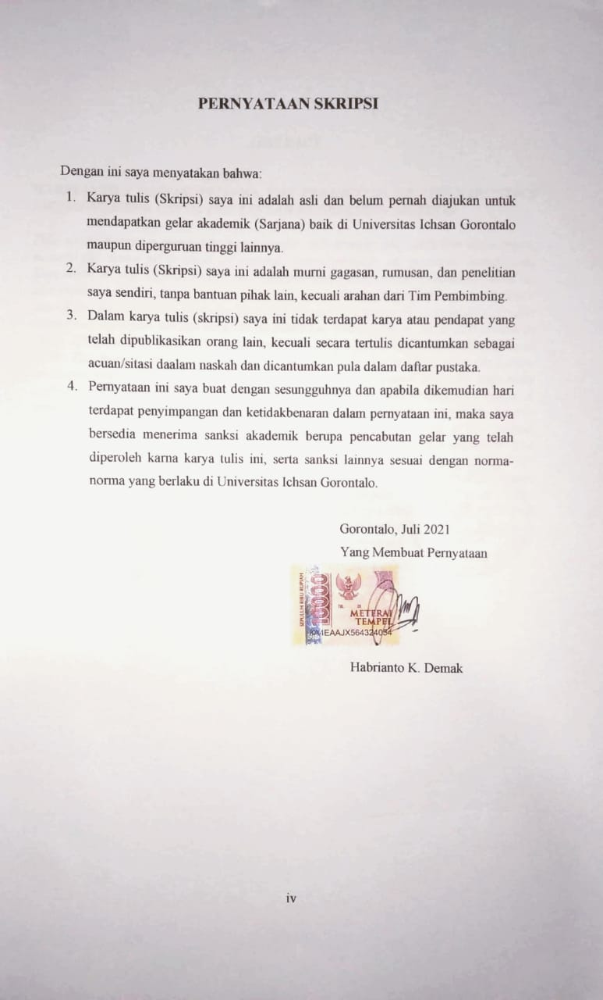 PERNYATAAN SKRIPSI
Dengan ini saya menyatakan bahwa:
1. Karya tulis (Skripsi) saya ini adalah asli dan belum pernah diajukan untuk
mendapatkan gelar akademik (Sarjana) baik di Universitas Ichsan Gorontalo
maupun diperguruan tinggi lainnya.
2. Karya tulis (Skripsi) saya ini adalah murni gagasan, rumusan, dan penelitian
saya sendiri, tanpa bantuan pihak lain, kecuali arahan dari Tim Pembimbing.
3. Dalam karya tulis (skripsi) saya ini tidak terdapat karya atau pendapat yang
telah dipublikasikan orang lain, kecuali secara tertulis dicantumkan sebagai
acuan/sitasi daalam naskah dan dicantumkan pula dalam daftar pustaka.
4. Pernyataan ini saya buat dengan sesungguhnya dan apabila dikemudian hari
terdapat penyimpangan dan ketidakbenaran dalam pernyataan ini, maka saya
bersedia menerima sanksi akademik berupa pencabutan gelar yang telah
diperoleh karna karya tulis ini, serta sanksi lainnya sesuai dengan norma-
norma yang berlaku di Universitas Ichsan Gorontalo.
Gorontalo, Juli 2021
Yang Membuat Pernyataan
SEPULUH RIBU RUPIAH
10000
METERAI
TEMPEL
EAAJX564324054
Habrianto K. Demak
iv